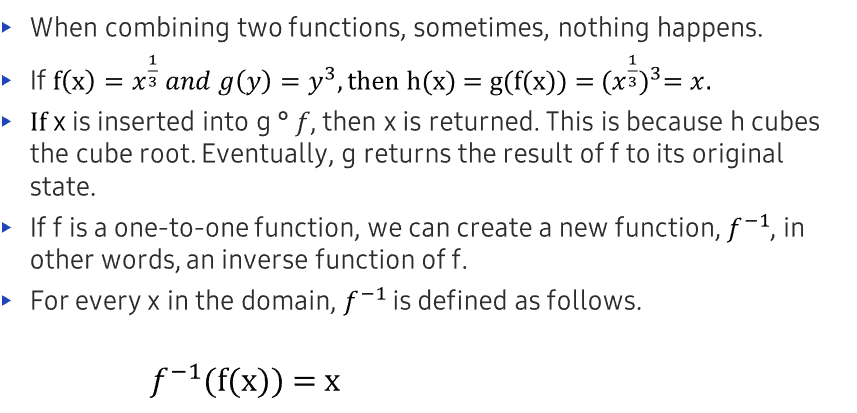 ▸ When combining two functions, sometimes, nothing happens.
▸ If f(x) = x^{1/3} and g(y) = y³, then h(x) = g(f(x)) = (x^{1/3})³= x.
▸ If x is inserted into g ° f, then x is returned. This is because h cubes
the cube root. Eventually, g returns the result of f to its original
state.
▸ If f is a one-to-one function, we can create a new function, f⁻¹, in
other words, an inverse function of f.
▸ For every x in the domain, f⁻¹ is defined as follows.
f⁻¹(f(x)) = x